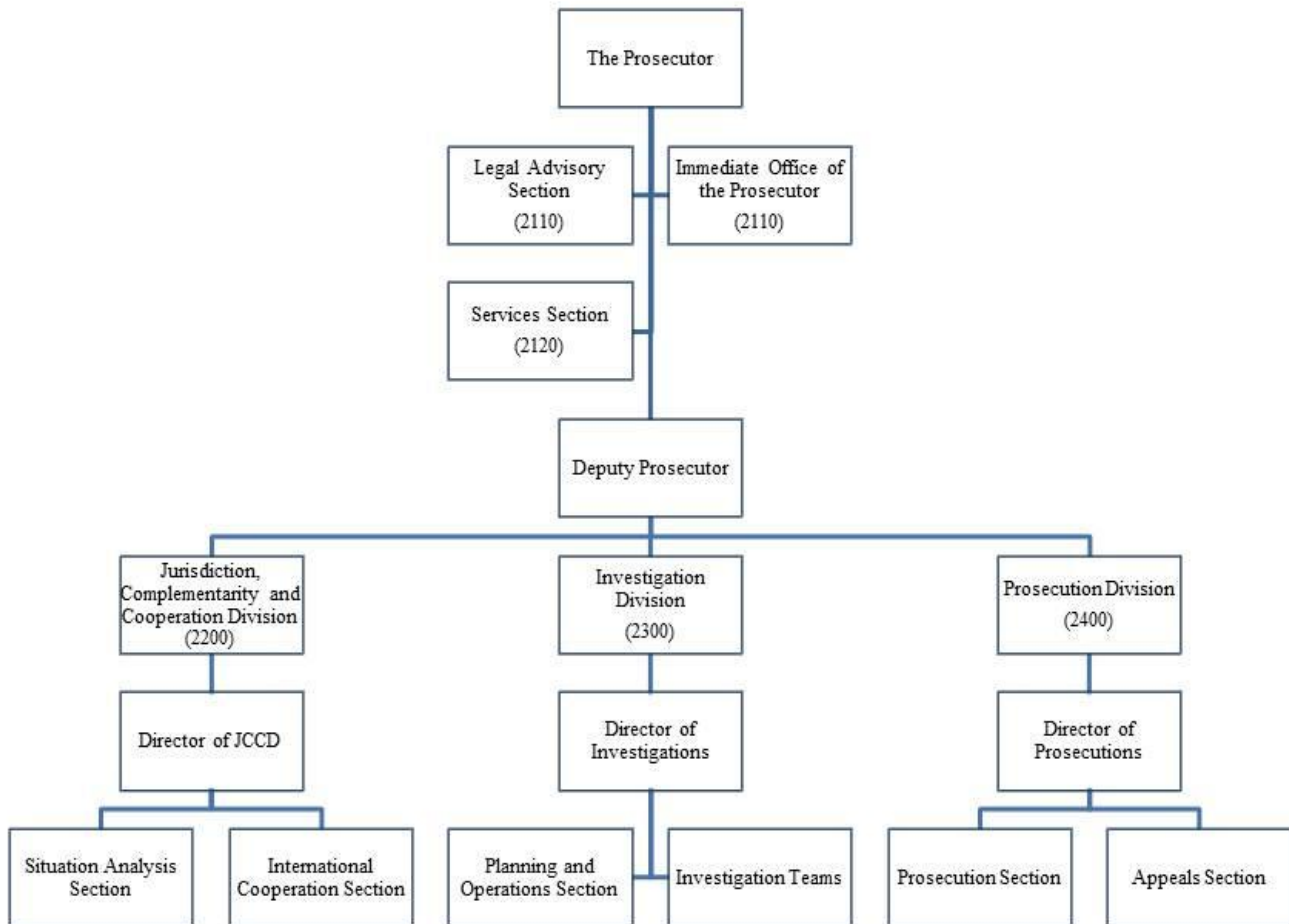 The Prosecutor
Legal Advisory
Section
(2110)
Immediate Office of
the Prosecutor
(2110)
Services Section
(2120)
Deputy Prosecutor
Jurisdiction,
Complementarity and
Cooperation Division
(2200)
Investigation
Division
(2300)
Prosecution Division
(2400)
Director of JCCD
Director of
Investigations
Director of
Prosecutions
Situation Analysis
Section
International
Cooperation Section
Planning and
Operations Section
Investigation Teams
Prosecution Section
Appeals Section